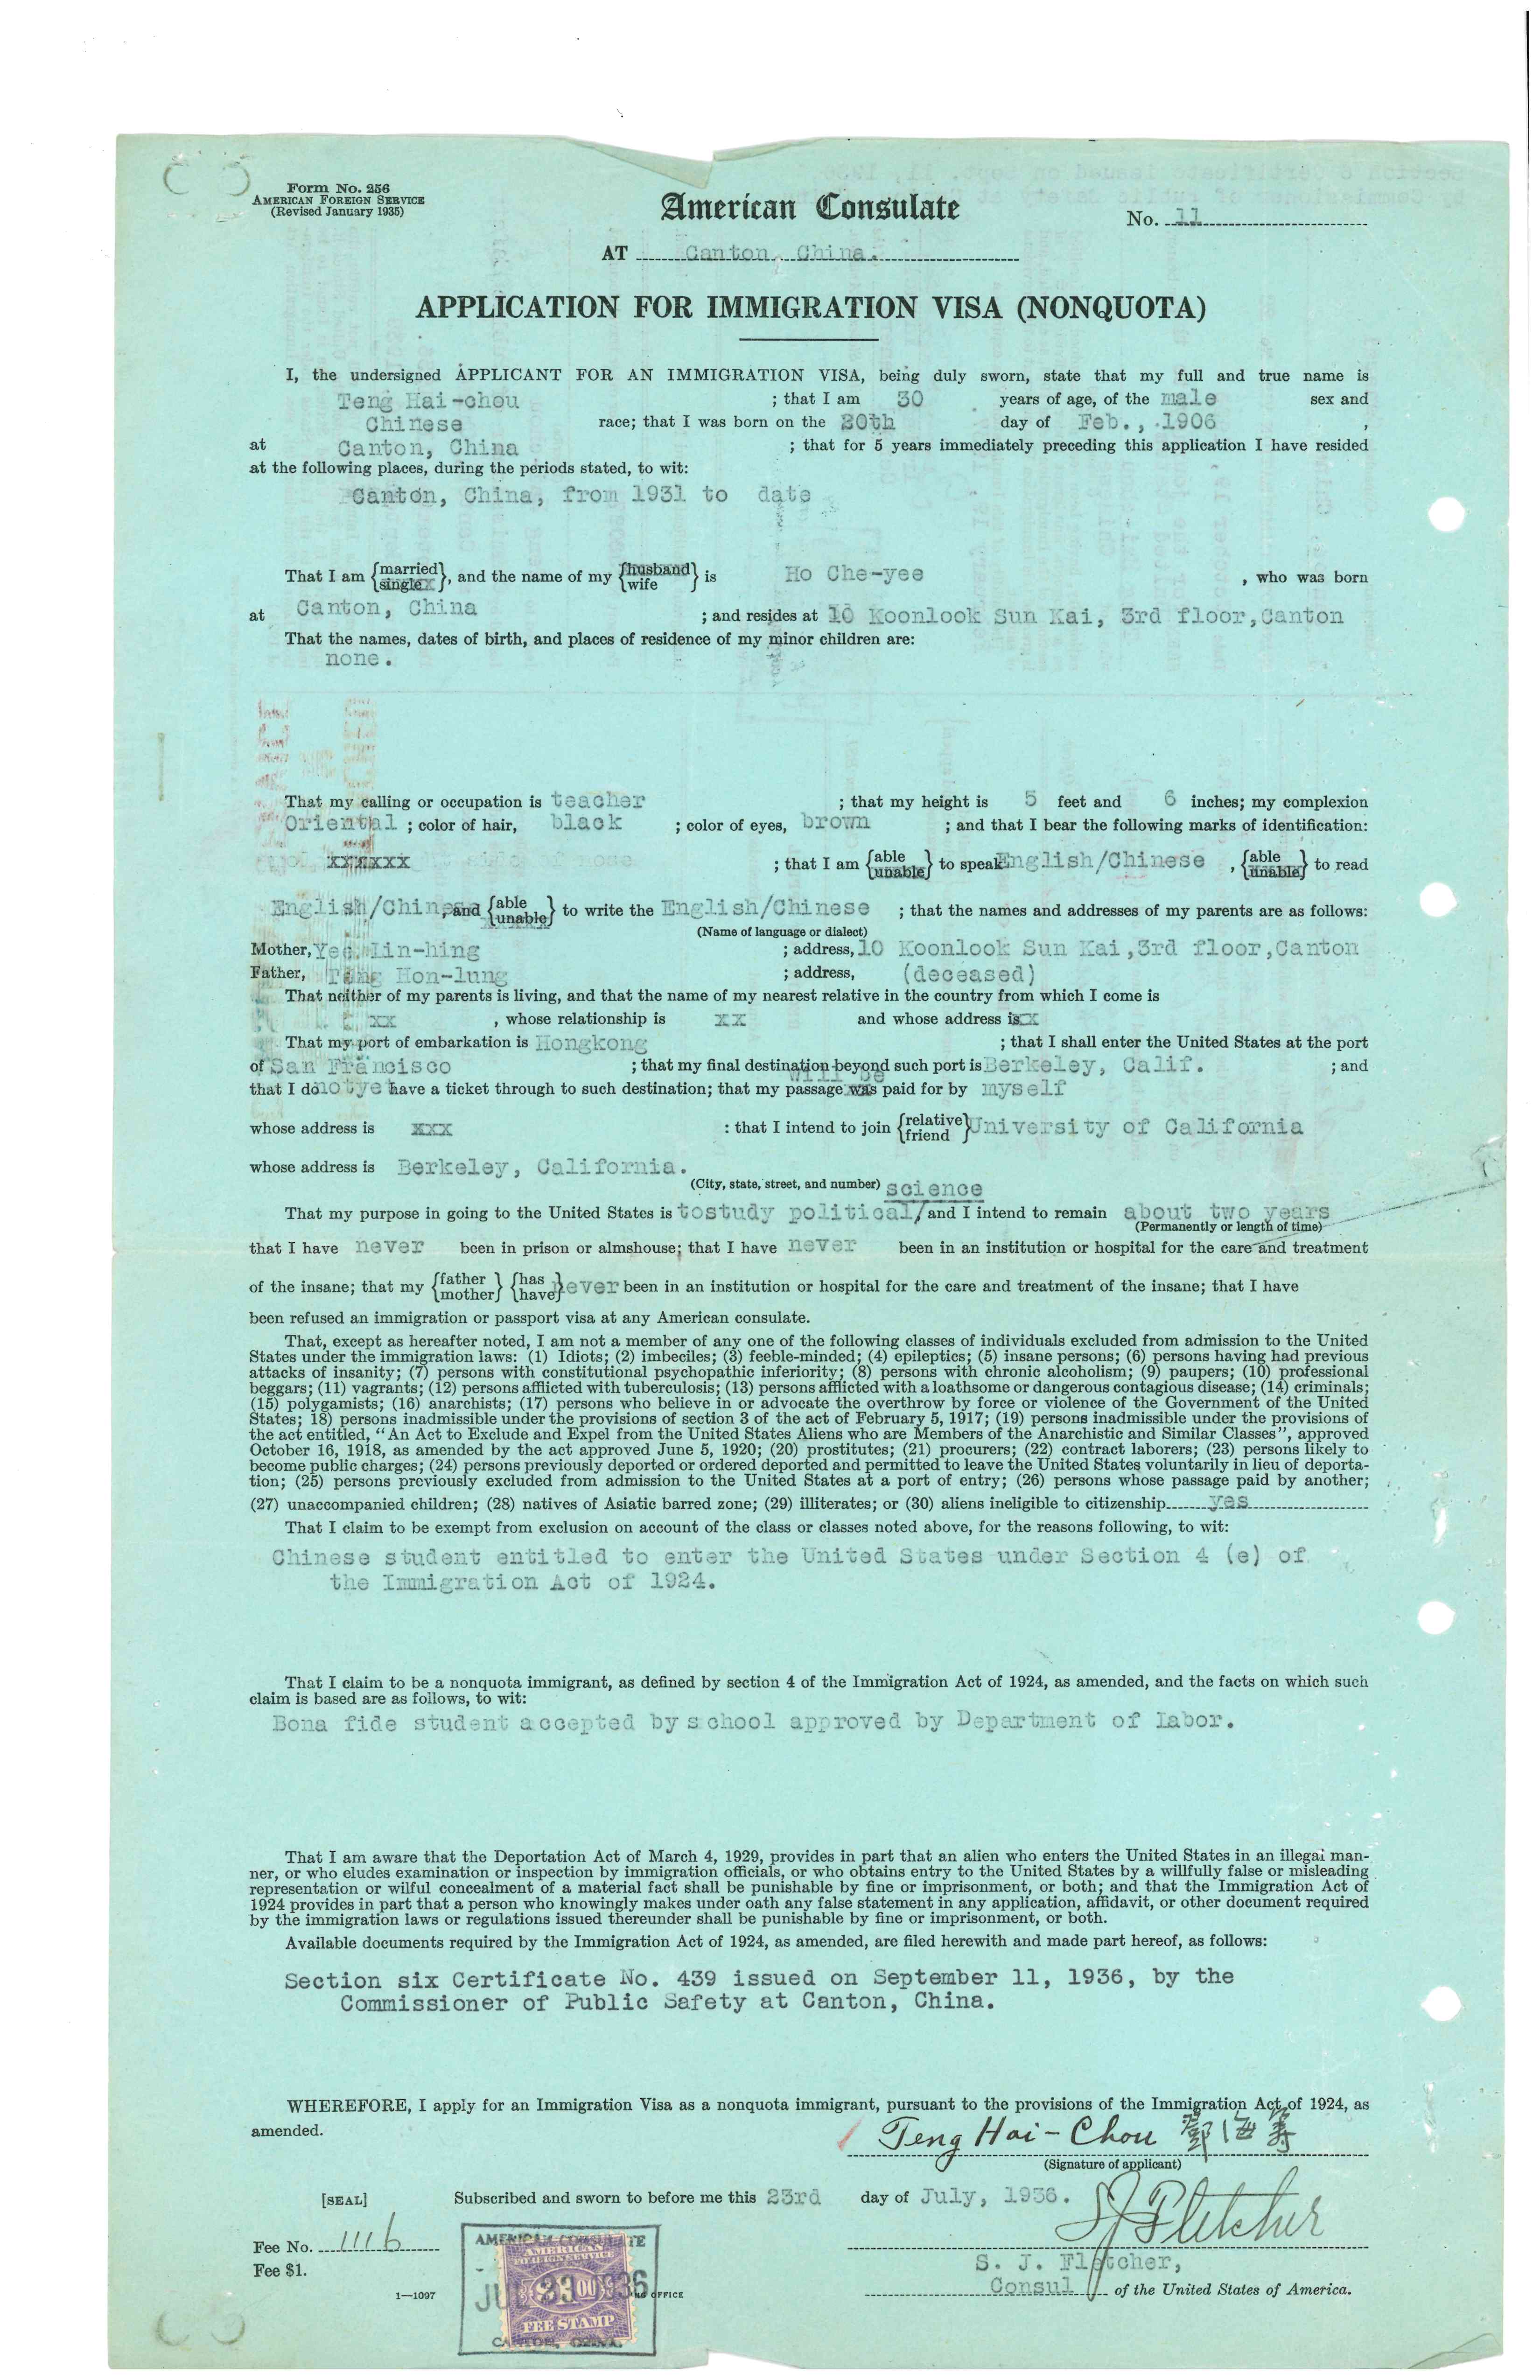 Form No. 256
AMERICAN FOREIGN SERVICE
(Revised January 1935)
American Consulate
No. 11
AT Canton, China.
APPLICATION FOR IMMIGRATION VISA (NONQUOTA)
I, the undersigned APPLICANT FOR AN IMMIGRATION VISA, being duly sworn, state that my full and true name is
Teng Hai-chou ; that I am 30 years of age, of the male sex and
Chinese race; that I was born on the 20th day of Feb., 1906 ,
at Canton, China ; that for 5 years immediately preceding this application I have resided
at the following places, during the periods stated, to wit:
Canton, China, from 1931 to date
That I am {married single}, and the name of my {husband wife} is Ho Che-yee , who was born
at Canton, China ; and resides at 10 Koonlook Sun Kai, 3rd floor, Canton
That the names, dates of birth, and places of residence of my minor children are:
none.
That my calling or occupation is teacher ; that my height is 5 feet and 6 inches; my complexion
Oriental ; color of hair, black ; color of eyes, brown ; and that I bear the following marks of identification:
xxxxxx ; that I am {able unable} to speak English/Chinese , {able unable} to read
English/Chinese, and {able unable} to write the English/Chinese ; that the names and addresses of my parents are as follows:
(Name of language or dialect)
Mother, Yee Lin-hing ; address, 10 Koonlook Sun Kai, 3rd floor, Canton
Father, Teng Hon-lung ; address, (deceased)
That neither of my parents is living, and that the name of my nearest relative in the country from which I come is
xx , whose relationship is xx and whose address is xx
That my port of embarkation is Hongkong ; that I shall enter the United States at the port
of San Francisco ; that my final destination beyond such port is Berkeley, Calif. ; and
that I do not yet have a ticket through to such destination; that my passage was will be paid for by myself
whose address is xxx : that I intend to join {relative friend} University of California
whose address is Berkeley, California.
(City, state, street, and number) science
That my purpose in going to the United States is to study political/ and I intend to remain about two years
(Permanently or length of time)
that I have never been in prison or almshouse; that I have never been in an institution or hospital for the care and treatment
of the insane; that my {father mother} {has have} never been in an institution or hospital for the care and treatment of the insane; that I have
been refused an immigration or passport visa at any American consulate.
That, except as hereafter noted, I am not a member of any one of the following classes of individuals excluded from admission to the United
States under the immigration laws: (1) Idiots; (2) imbeciles; (3) feeble-minded; (4) epileptics; (5) insane persons; (6) persons having had previous
attacks of insanity; (7) persons with constitutional psychopathic inferiority; (8) persons with chronic alcoholism; (9) paupers; (10) professional
beggars; (11) vagrants; (12) persons afflicted with tuberculosis; (13) persons afflicted with a loathsome or dangerous contagious disease; (14) criminals;
(15) polygamists; (16) anarchists; (17) persons who believe in or advocate the overthrow by force or violence of the Government of the United
States; 18) persons inadmissible under the provisions of section 3 of the act of February 5, 1917; (19) persons inadmissible under the provisions of
the act entitled, "An Act to Exclude and Expel from the United States Aliens who are Members of the Anarchistic and Similar Classes", approved
October 16, 1918, as amended by the act approved June 5, 1920; (20) prostitutes; (21) procurers; (22) contract laborers; (23) persons likely to
become public charges; (24) persons previously deported or ordered deported and permitted to leave the United States voluntarily in lieu of deporta-
tion; (25) persons previously excluded from admission to the United States at a port of entry; (26) persons whose passage paid by another;
(27) unaccompanied children; (28) natives of Asiatic barred zone; (29) illiterates; or (30) aliens ineligible to citizenship yes
That I claim to be exempt from exclusion on account of the class or classes noted above, for the reasons following, to wit:
Chinese student entitled to enter the United States under Section 4 (e) of
the Immigration Act of 1924.
That I claim to be a nonquota immigrant, as defined by section 4 of the Immigration Act of 1924, as amended, and the facts on which such
claim is based are as follows, to wit:
Bona fide student accepted by school approved by Department of Labor.
That I am aware that the Deportation Act of March 4, 1929, provides in part that an alien who enters the United States in an illegal man-
ner, or who eludes examination or inspection by immigration officials, or who obtains entry to the United States by a willfully false or misleading
representation or wilful concealment of a material fact shall be punishable by fine or imprisonment, or both; and that the Immigration Act of
1924 provides in part that a person who knowingly makes under oath any false statement in any application, affidavit, or other document required
by the immigration laws or regulations issued thereunder shall be punishable by fine or imprisonment, or both.
Available documents required by the Immigration Act of 1924, as amended, are filed herewith and made part hereof, as follows:
Section six Certificate No. 439 issued on September 11, 1936, by the
Commissioner of Public Safety at Canton, China.
WHEREFORE, I apply for an Immigration Visa as a nonquota immigrant, pursuant to the provisions of the Immigration Act of 1924, as
amended.
Teng Hai-Chou 鄧海籌
(Signature of applicant)
[SEAL] Subscribed and sworn to before me this 23rd day of July, 1936.
SJ Fletcher
Fee No. 1116
Fee $1.
S. J. Fletcher,
Consul of the United States of America.
1—1097
OFFICE
AMERICAN CONSULATE
AMERICAN
FOREIGN SERVICE
JUL 23 1936
FEE STAMP
CANTON, CHINA.